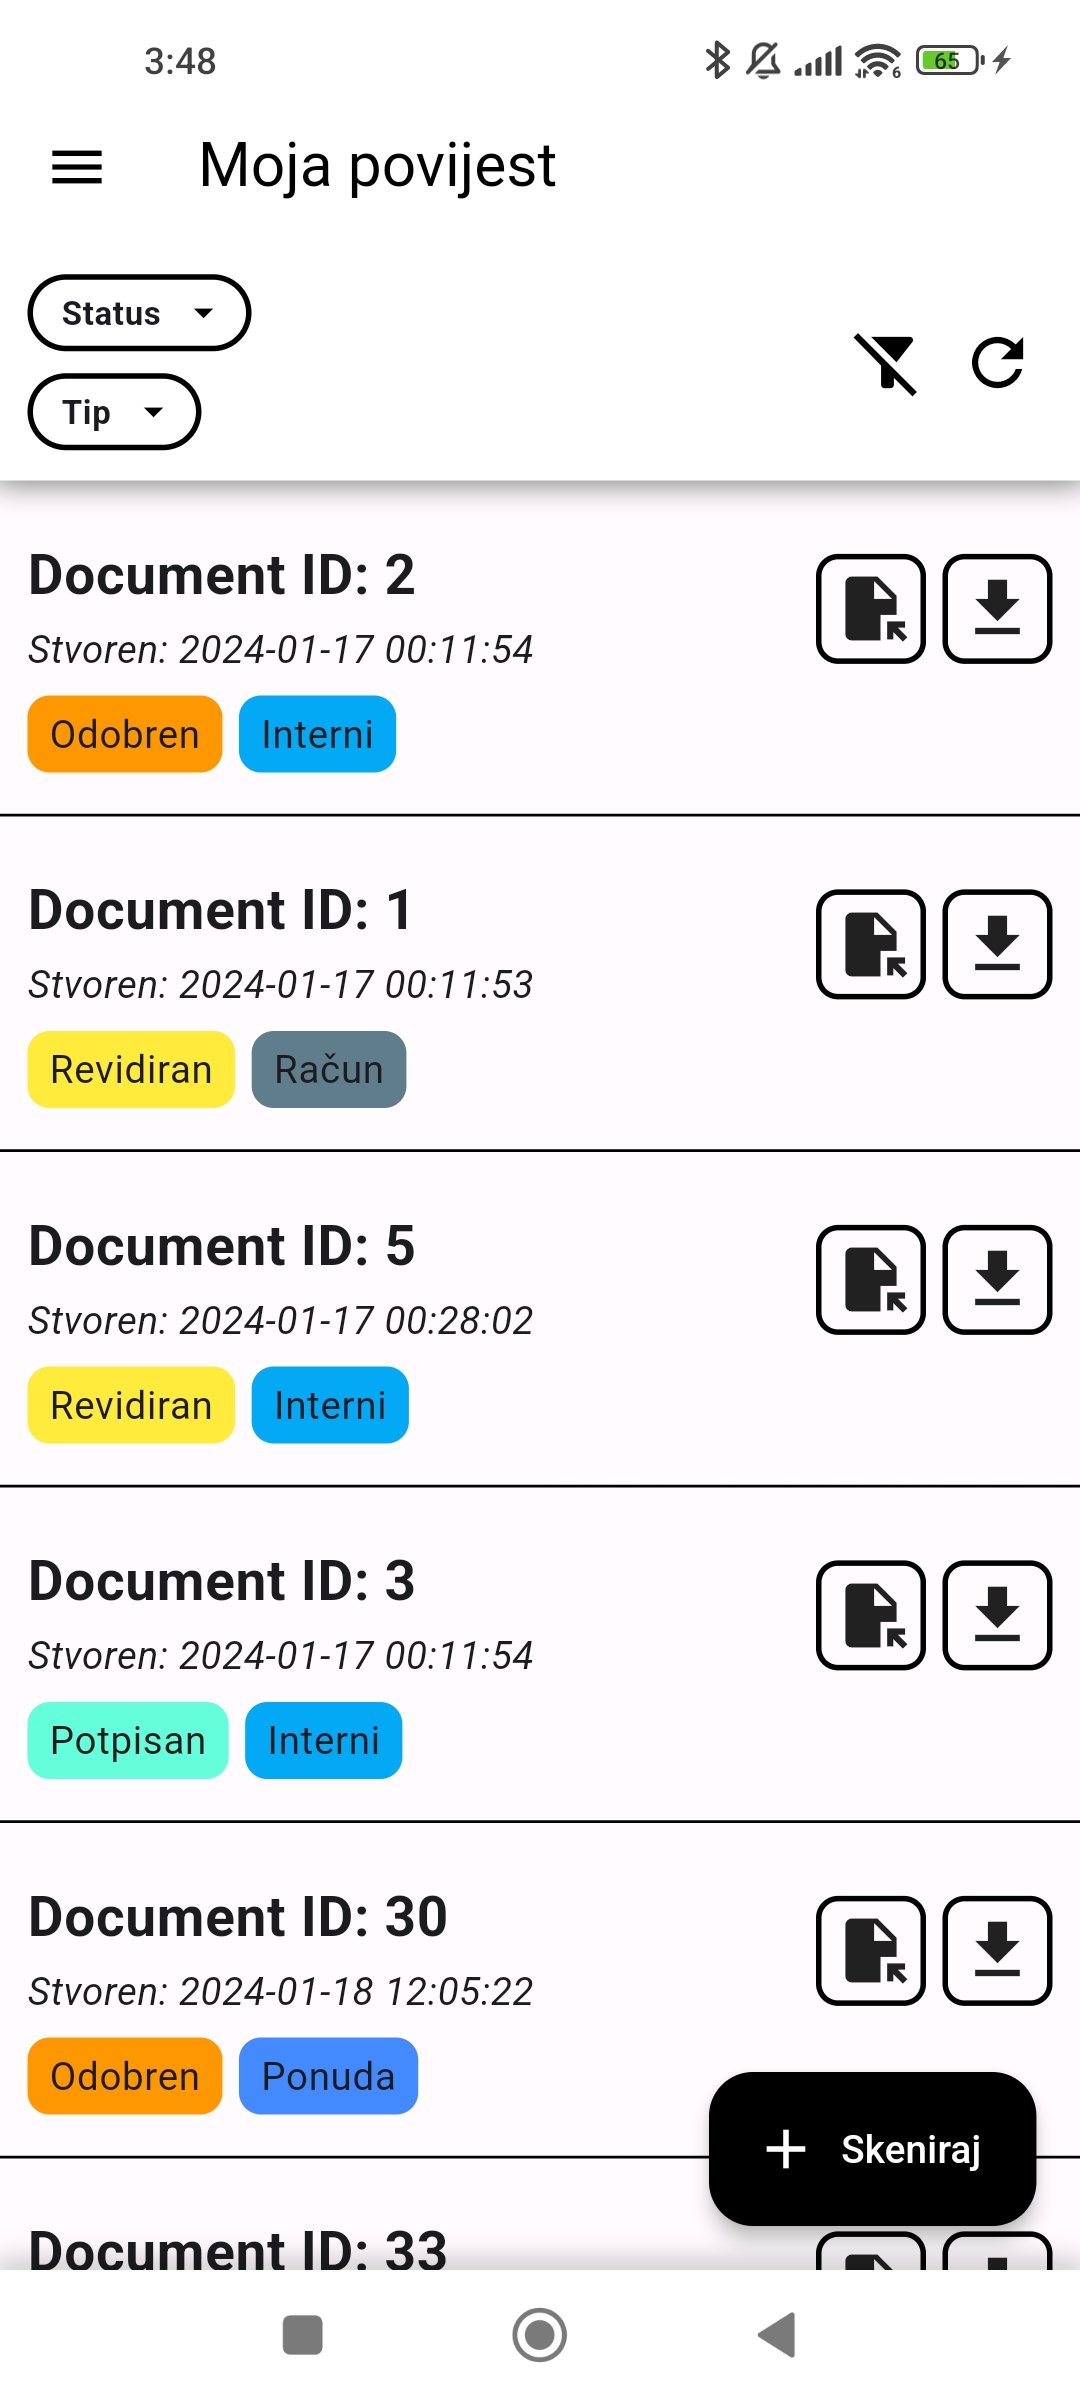 3:48
6
65
Moja povijest
Status
Tip
Document ID: 2
Stvoren: 2024-01-17 00:11:54
Odobren Interni
Document ID: 1
Stvoren: 2024-01-17 00:11:53
Revidiran Račun
Document ID: 5
Stvoren: 2024-01-17 00:28:02
Revidiran Interni
Document ID: 3
Stvoren: 2024-01-17 00:11:54
Potpisan Interni
Document ID: 30
Stvoren: 2024-01-18 12:05:22
Odobren Ponuda
Skeniraj
Document ID: 33